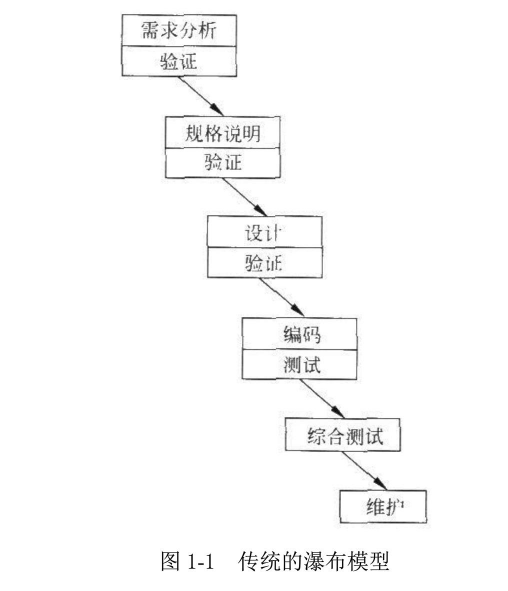 需求分析
验证
规格说明
验证
设计
验证
编码
测试
综合测试
维护
图 1-1 传统的瀑布模型